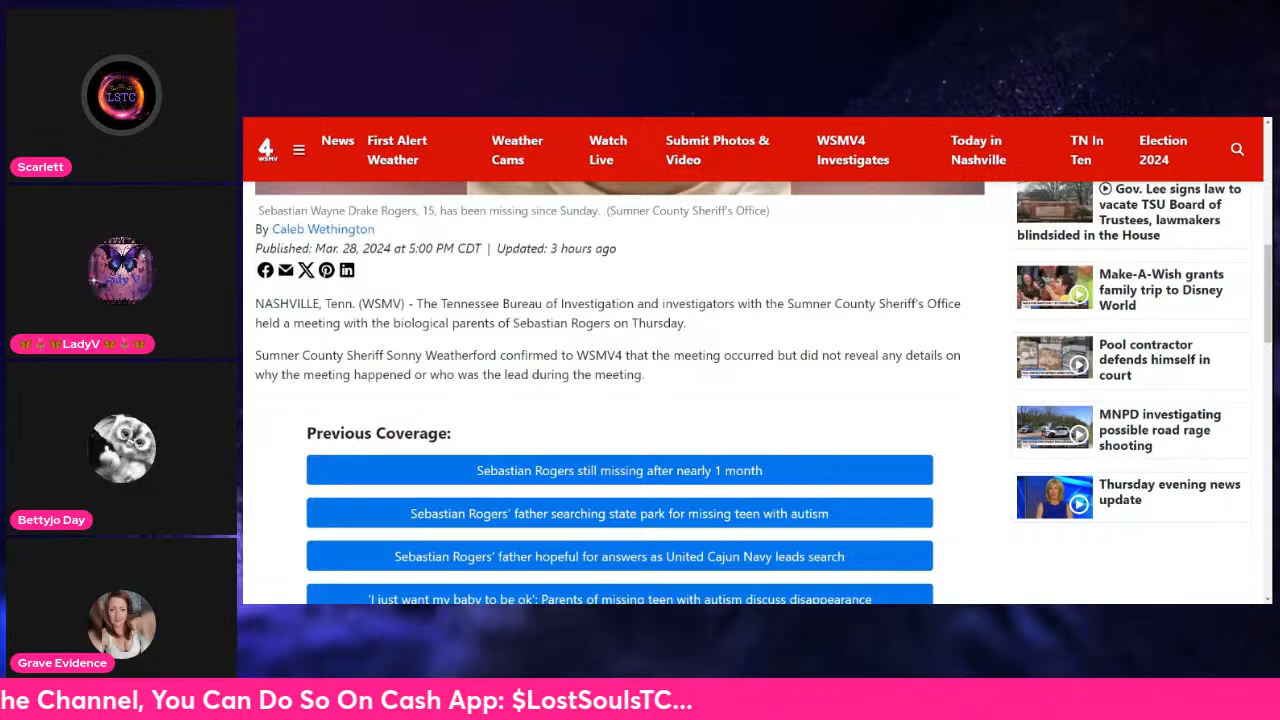 LSTC
Scarlett
Lady V
LadyV
Bettyjo Day
Grave Evidence
4
WSMV
News
First Alert
Weather
Weather
Cams
Watch
Live
Submit Photos &
Video
WSMV4
Investigates
Today in
Nashville
TN In
Ten
Election
2024
Sebastian Wayne Drake Rogers, 15, has been missing since Sunday. (Sumner County Sheriff's Office)
By Caleb Wethington
Published: Mar. 28, 2024 at 5:00 PM CDT | Updated: 3 hours ago
NASHVILLE, Tenn. (WSMV) - The Tennessee Bureau of Investigation and investigators with the Sumner County Sheriff's Office
held a meeting with the biological parents of Sebastian Rogers on Thursday.
Sumner County Sheriff Sonny Weatherford confirmed to WSMV4 that the meeting occurred but did not reveal any details on
why the meeting happened or who was the lead during the meeting.
Previous Coverage:
Sebastian Rogers still missing after nearly 1 month
Sebastian Rogers' father searching state park for missing teen with autism
Sebastian Rogers' father hopeful for answers as United Cajun Navy leads search
'I just want my baby to be ok': Parents of missing teen with autism discuss disappearance
Gov. Lee signs law to
vacate TSU Board of
Trustees, lawmakers
blindsided in the House
Make-A-Wish grants
family trip to Disney
World
Pool contractor
defends himself in
court
MNPD investigating
possible road rage
shooting
Thursday evening news
update
he Channel, You Can Do So On Cash App: $LostSoulsTC...